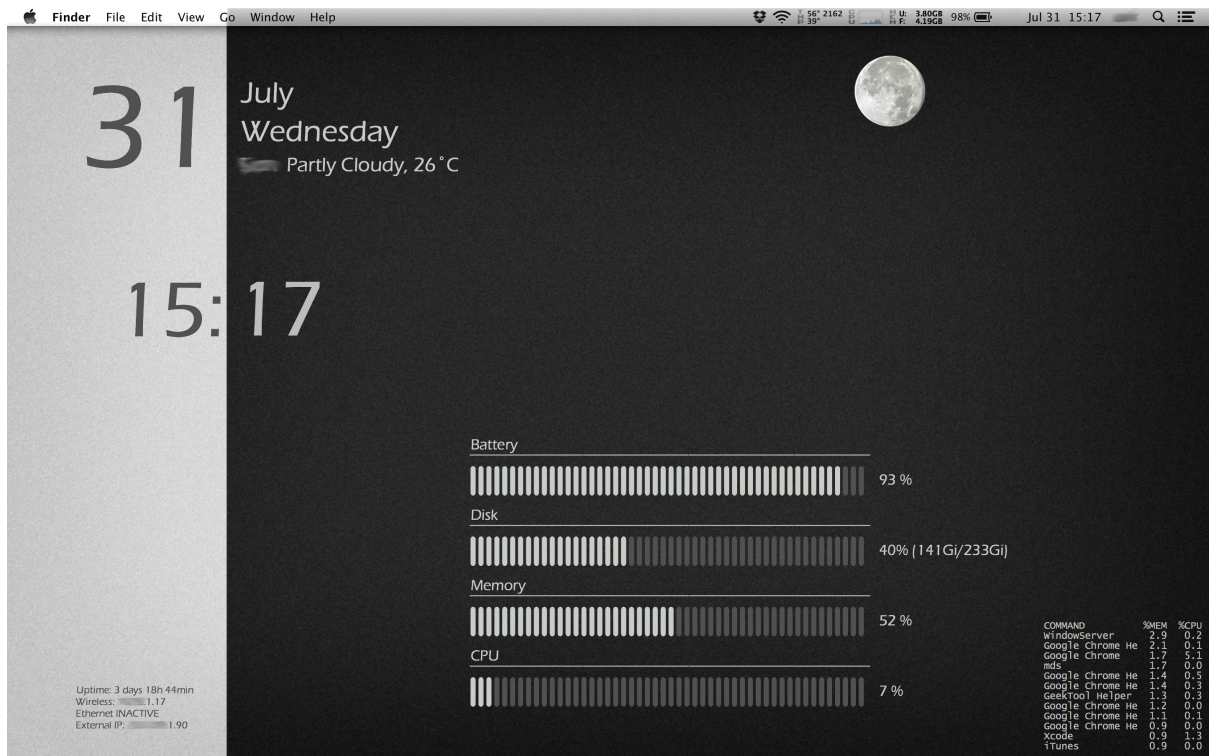 Finder File Edit View Go Window Help
56° 2162 U: 3.80GB 98% Jul 31 15:17
39° F: 4.19GB
31 July
Wednesday
Partly Cloudy, 26°C
15:17
Battery
93 %
Disk
40% (141Gi/233Gi)
Memory
52 %
CPU
7 %
Uptime: 3 days 18h 44min
Wireless: .1.17
Ethernet INACTIVE
External IP: 1.90
COMMAND %MEM %CPU
WindowServer 2.9 0.2
Google Chrome He 2.1 0.1
Google Chrome 1.7 5.1
mds 1.7 0.0
Google Chrome He 1.4 0.5
Google Chrome He 1.4 0.3
GeekTool Helper 1.3 0.3
Google Chrome He 1.2 0.0
Google Chrome He 1.1 0.1
Google Chrome He 0.9 0.0
Xcode 0.9 1.3
iTunes 0.9 0.0